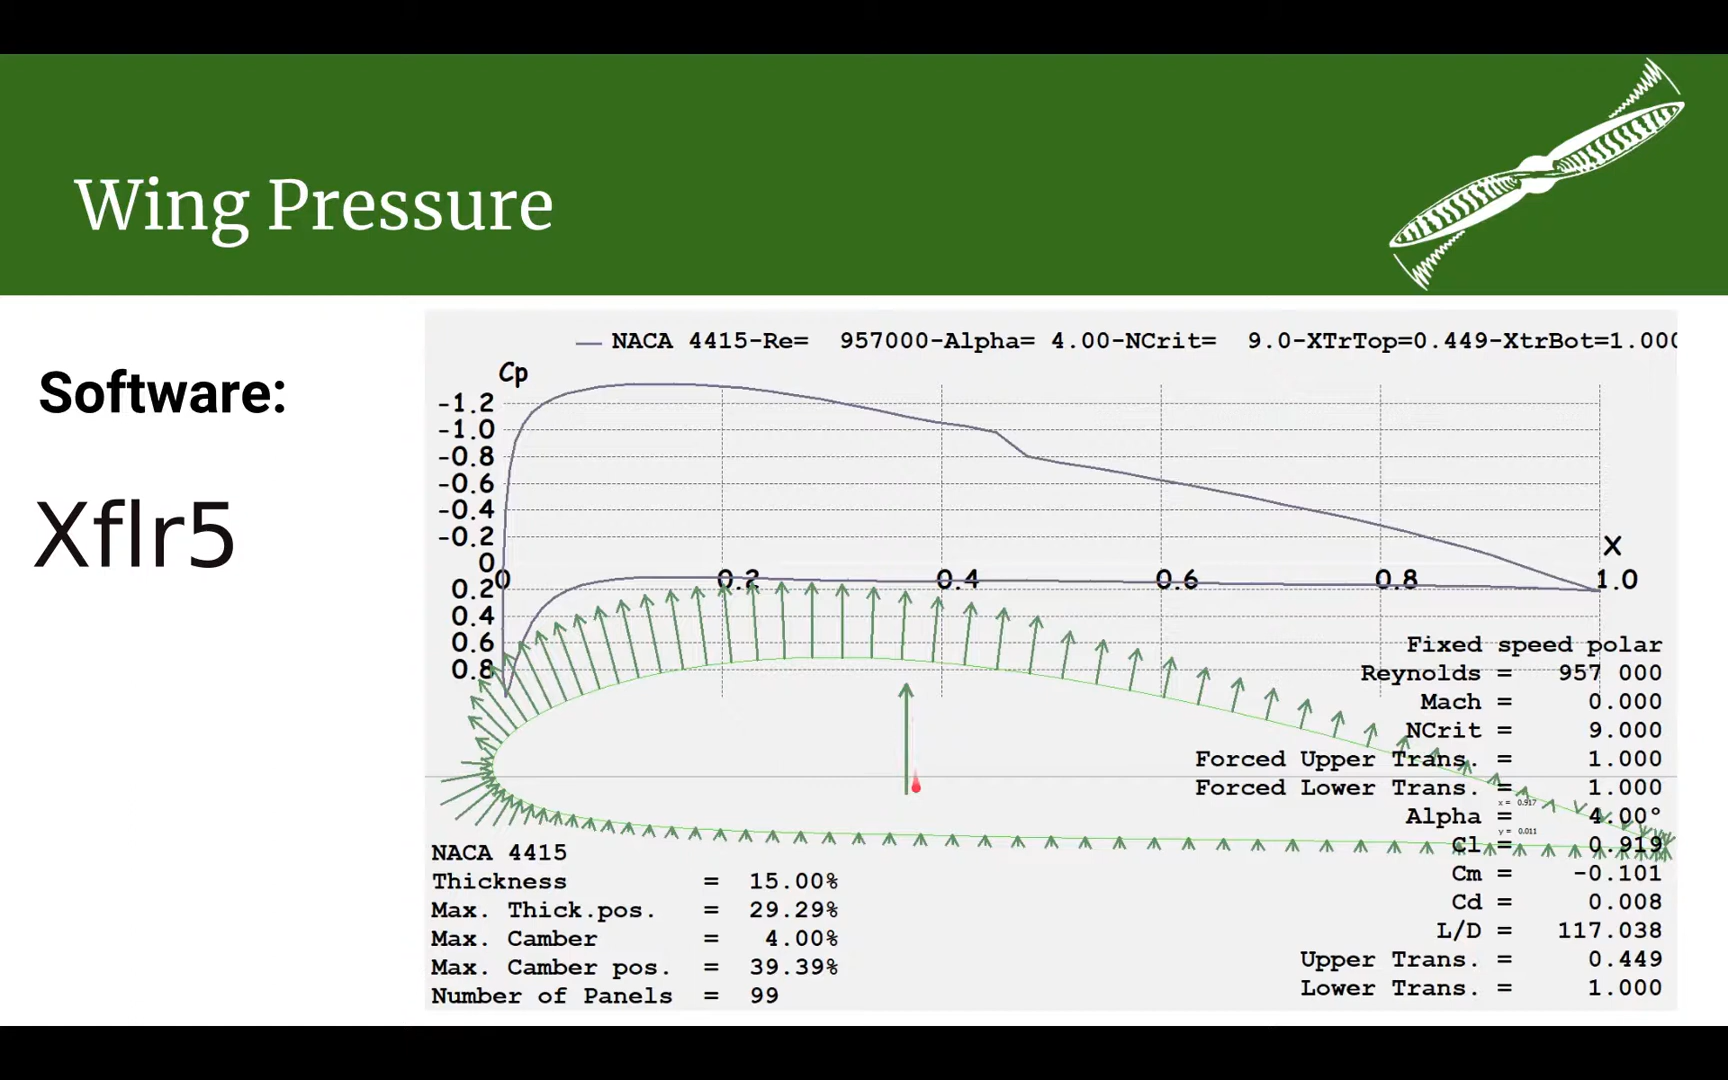 Wing Pressure
Software:
Xflr5
NACA 4415-Re= 957000-Alpha= 4.00-NCrit= 9.0-XTrTop=0.449-XtrBot=1.000
Cp
-1.2
-1.0
-0.8
-0.6
-0.4
-0.2
0
0.2
0.4
0.6
0.8
X
0 0.2 0.4 0.6 0.8 1.0
Fixed speed polar
Reynolds = 957 000
Mach = 0.000
NCrit = 9.000
Forced Upper Trans. = 1.000
Forced Lower Trans. = 1.000
x = 0.917
Alpha = 4.00°
y = 0.011
Cl = 0.919
Cm = -0.101
Cd = 0.008
L/D = 117.038
Upper Trans. = 0.449
Lower Trans. = 1.000
NACA 4415
Thickness = 15.00%
Max. Thick.pos. = 29.29%
Max. Camber = 4.00%
Max. Camber pos. = 39.39%
Number of Panels = 99